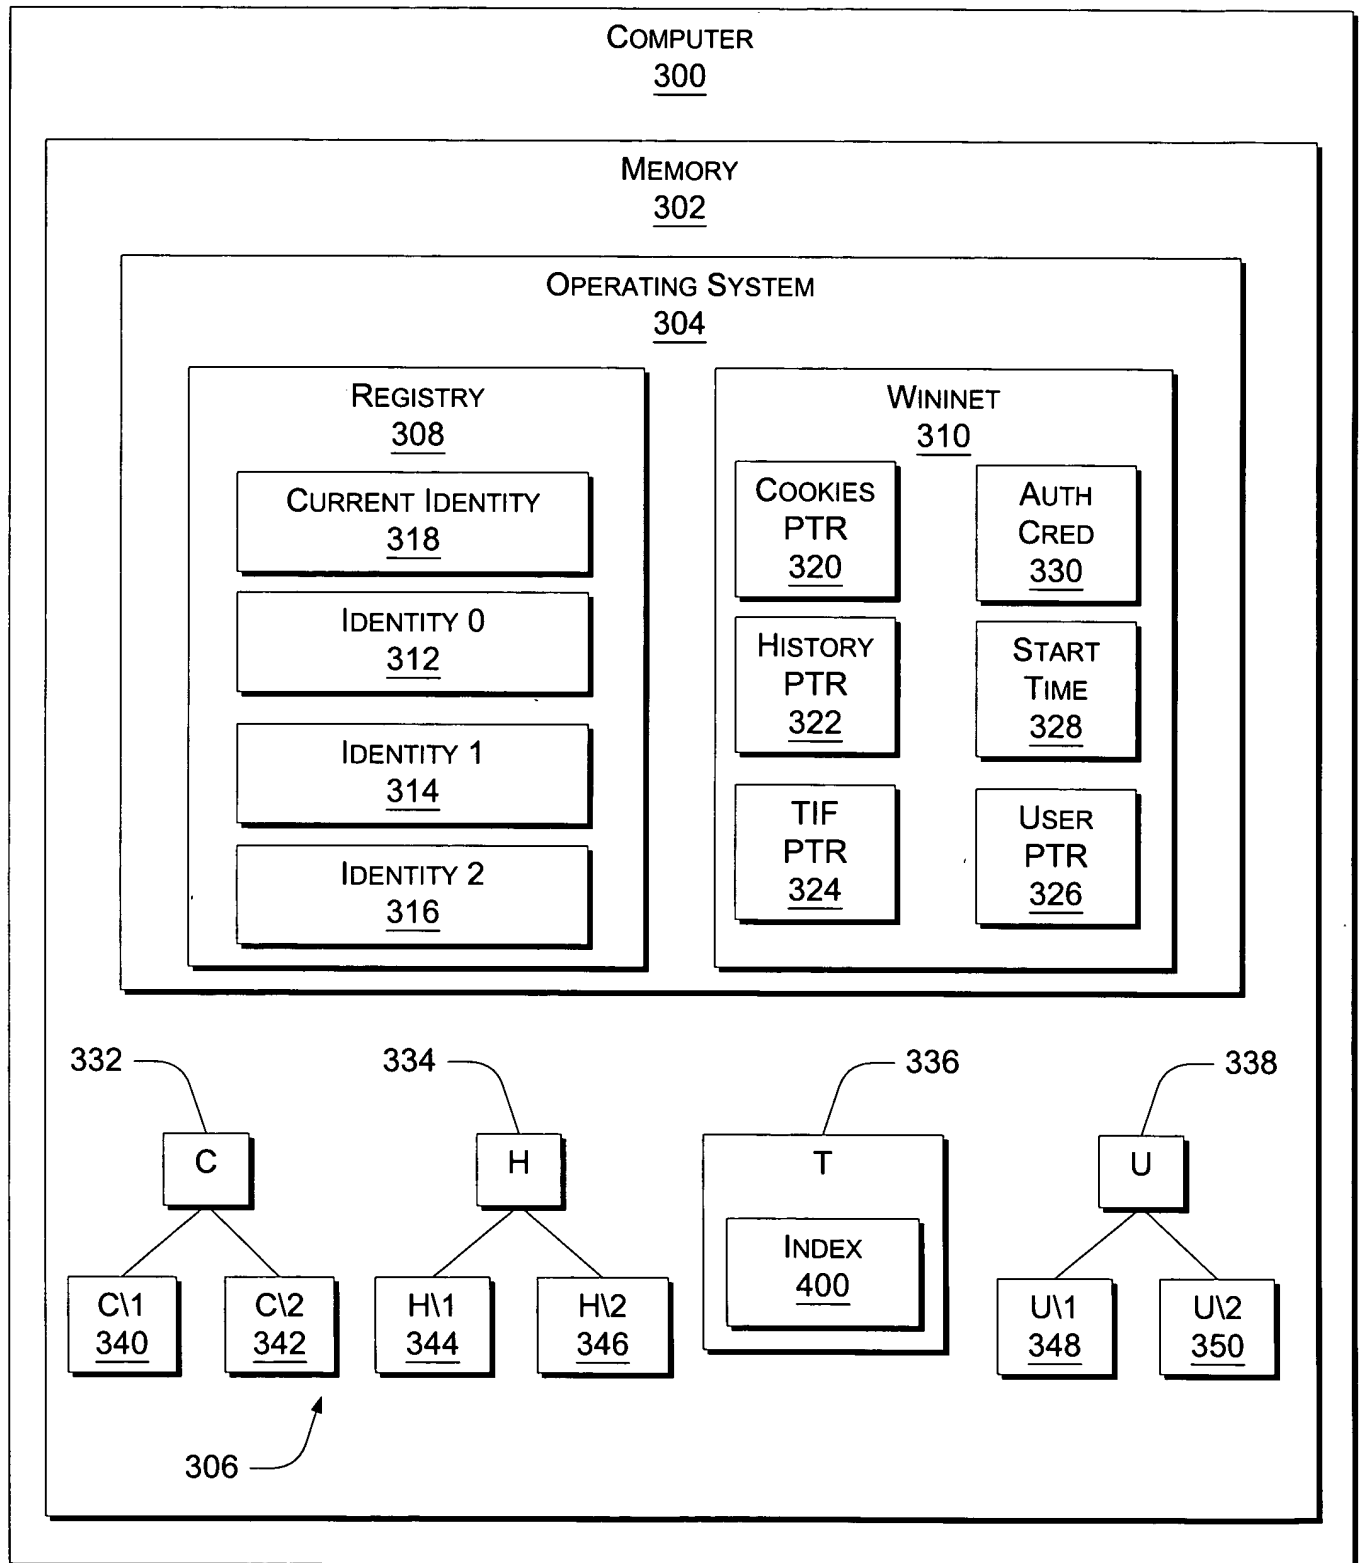 COMPUTER
300
MEMORY
302
OPERATING SYSTEM
304
REGISTRY
308
CURRENT IDENTITY
318
IDENTITY 0
312
IDENTITY 1
314
IDENTITY 2
316
WININET
310
COOKIES
PTR
320
AUTH
CRED
330
HISTORY
PTR
322
START
TIME
328
TIF
PTR
324
USER
PTR
326
332
334
336
338
C
H
T
U
INDEX
400
C\1
340
C\2
342
H\1
344
H\2
346
U\1
348
U\2
350
306